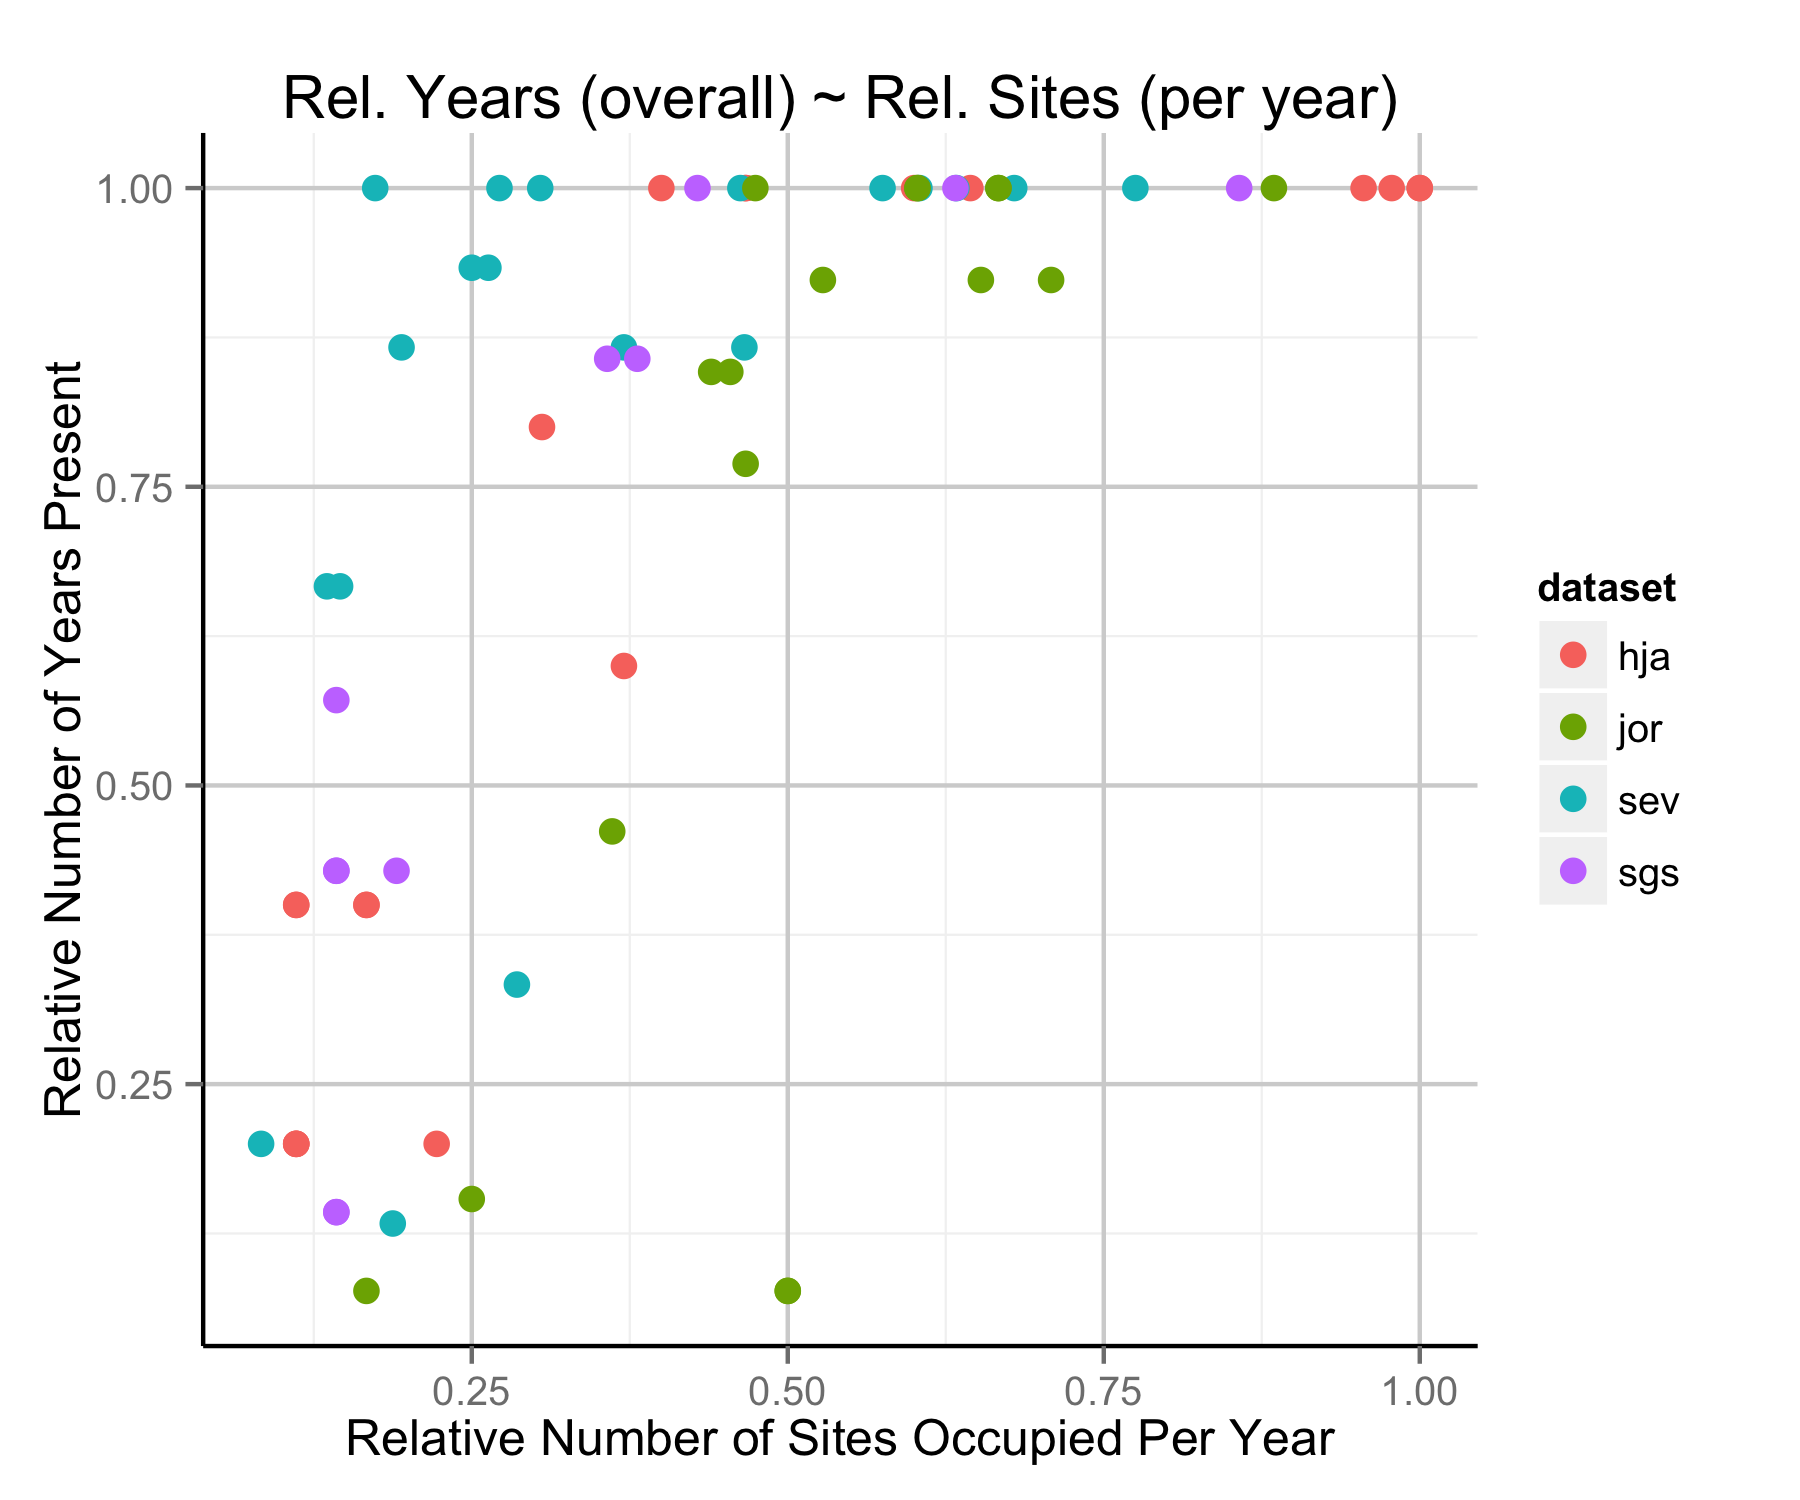 Rel. Years (overall) ~ Rel. Sites (per year)
Relative Number of Years Present
1.00
0.75
0.50
0.25
0.25
0.50
0.75
1.00
Relative Number of Sites Occupied Per Year
dataset
hja
jor
sev
sgs